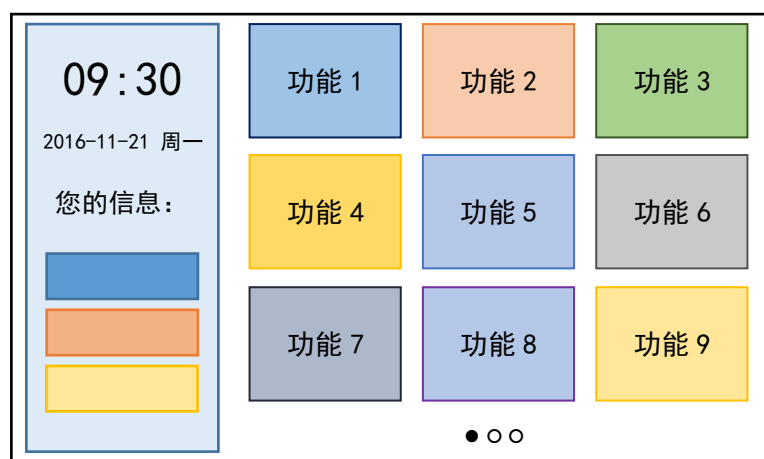 09:30
2016-11-21 周一
您的信息：
功能 1
功能 2
功能 3
功能 4
功能 5
功能 6
功能 7
功能 8
功能 9